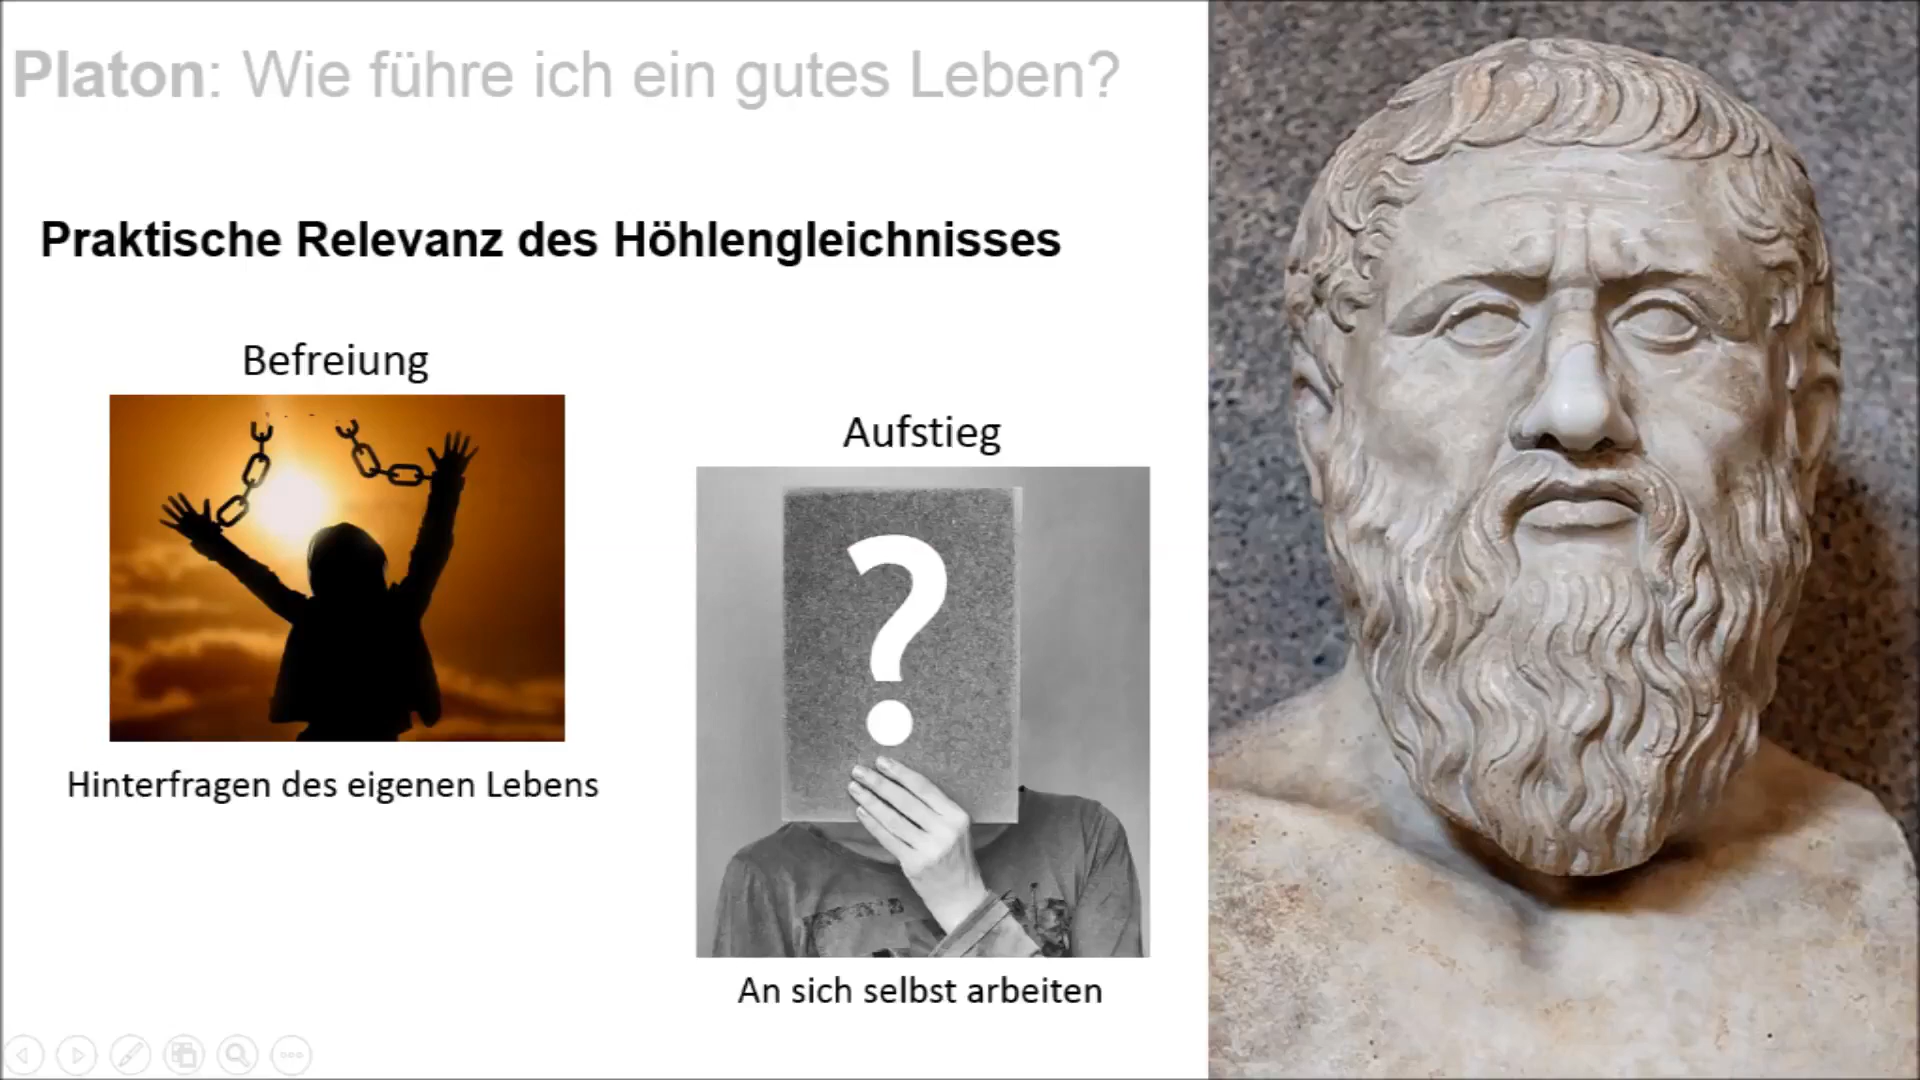 Platon: Wie führe ich ein gutes Leben?
Praktische Relevanz des Höhlengleichnisses
Befreiung
Hinterfragen des eigenen Lebens
Aufstieg
?
An sich selbst arbeiten